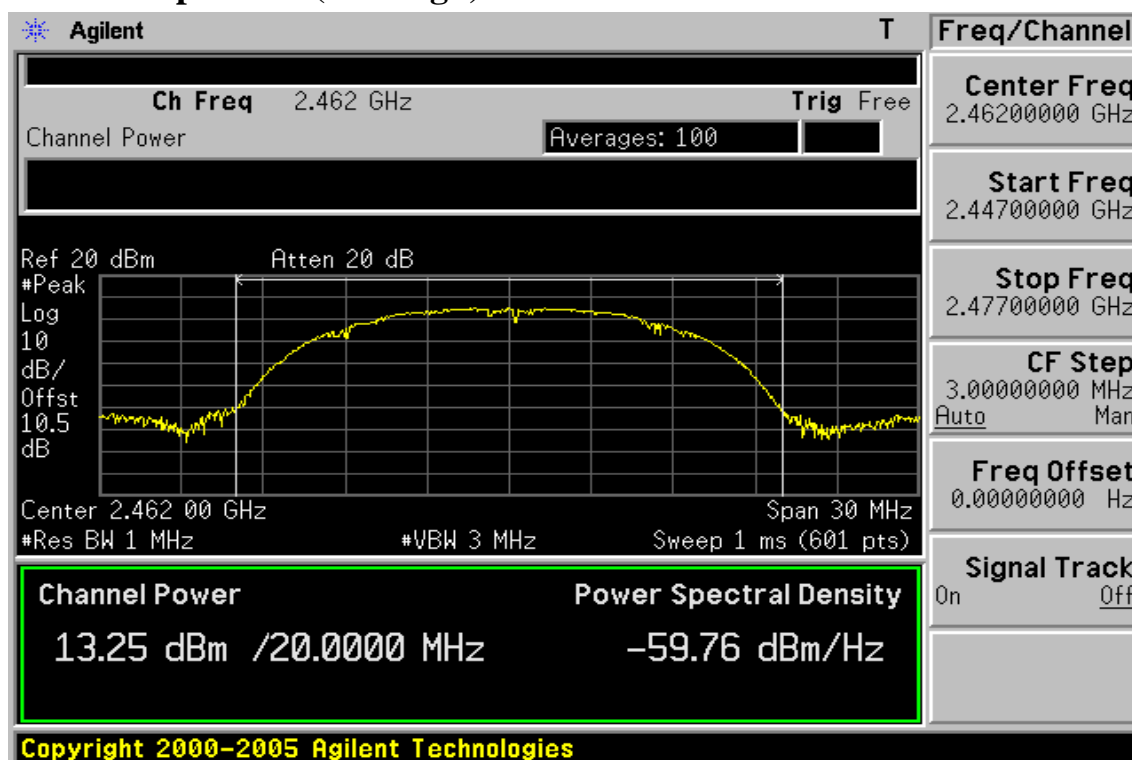 Agilent T Freq/Channel
Ch Freq 2.462 GHz Trig Free
Channel Power Averages: 100
Center Freq
2.46200000 GHz
Start Freq
2.44700000 GHz
Stop Freq
2.47700000 GHz
CF Step
3.00000000 MHz
Auto Man
Freq Offset
0.00000000 Hz
Signal Track
On Off
Ref 20 dBm Atten 20 dB
#Peak
Log
10
dB/
Offst
10.5
dB
Center 2.462 00 GHz Span 30 MHz
#Res BW 1 MHz #VBW 3 MHz Sweep 1 ms (601 pts)
Channel Power Power Spectral Density
13.25 dBm /20.0000 MHz -59.76 dBm/Hz
Copyright 2000-2005 Agilent Technologies